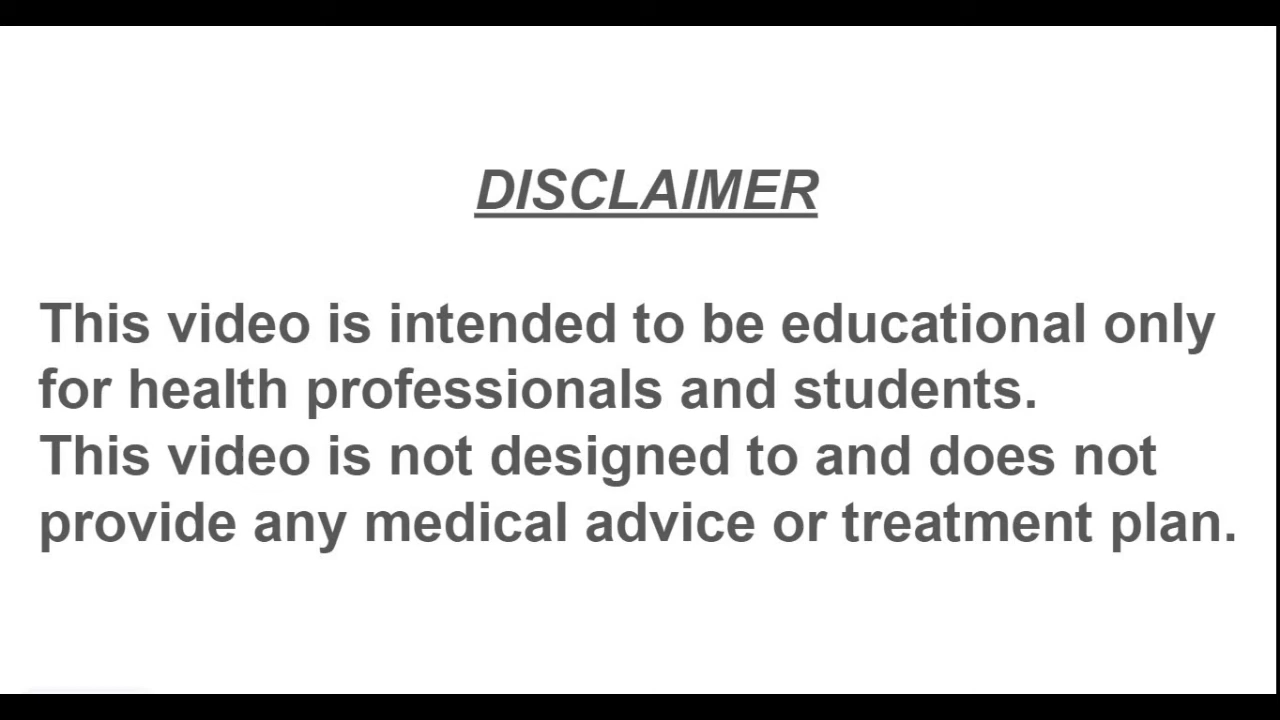 DISCLAIMER
This video is intended to be educational only
for health professionals and students.
This video is not designed to and does not
provide any medical advice or treatment plan.